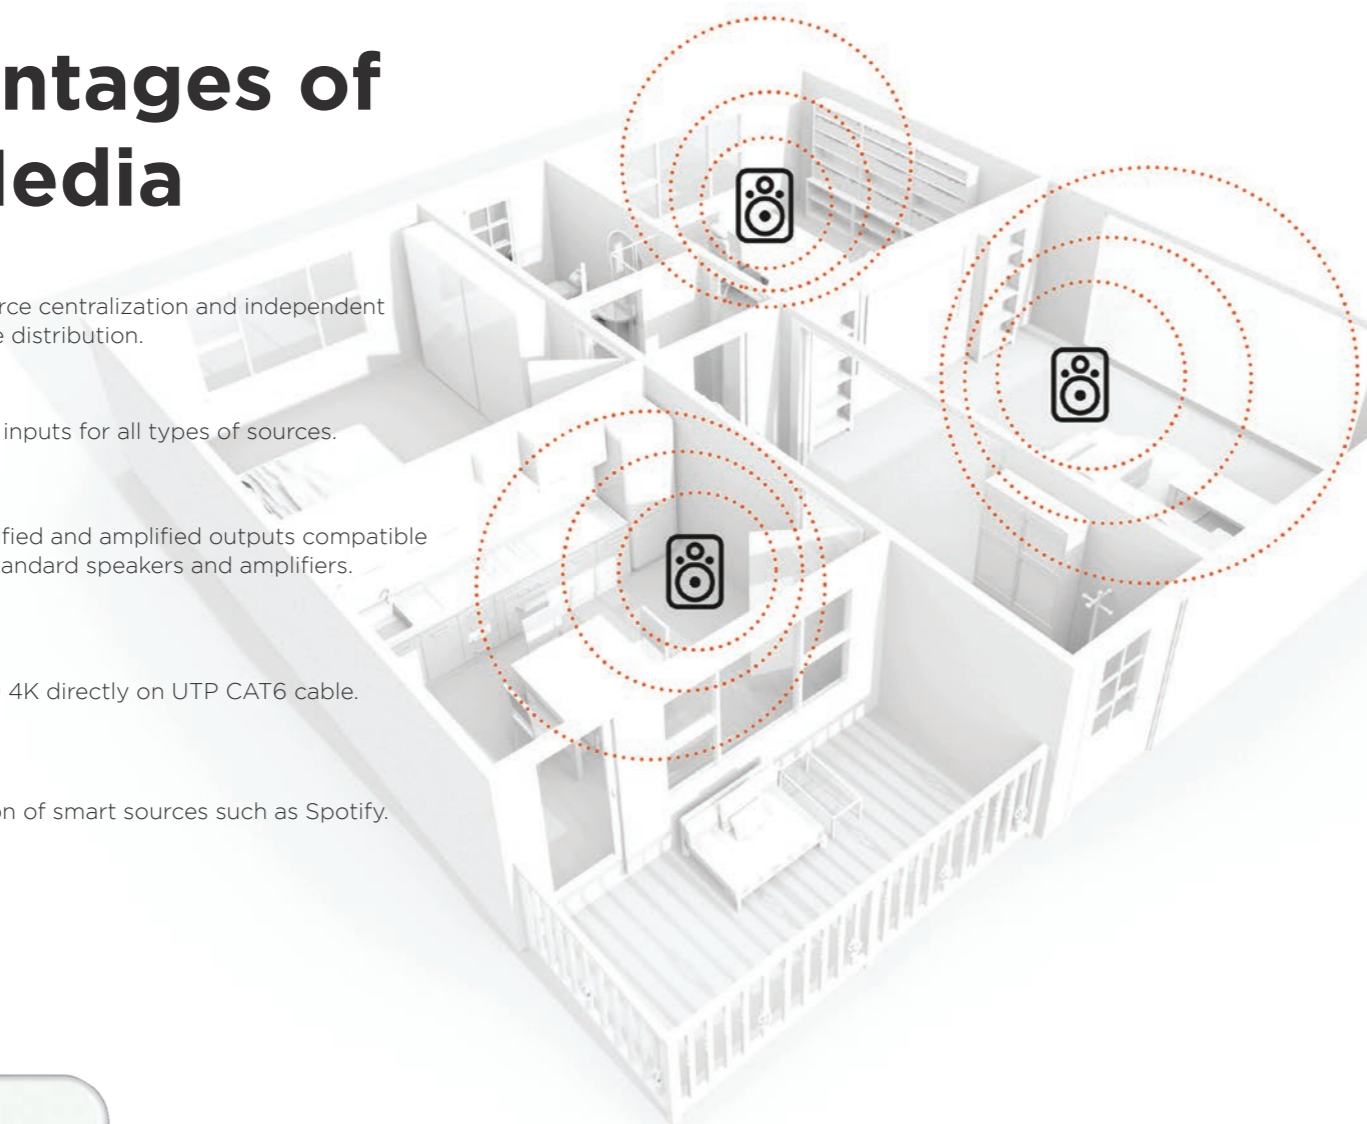 ntages of
Media
rce centralization and independent
e distribution.
inputs for all types of sources.
fied and amplified outputs compatible
andard speakers and amplifiers.
4K directly on UTP CAT6 cable.
on of smart sources such as Spotify.